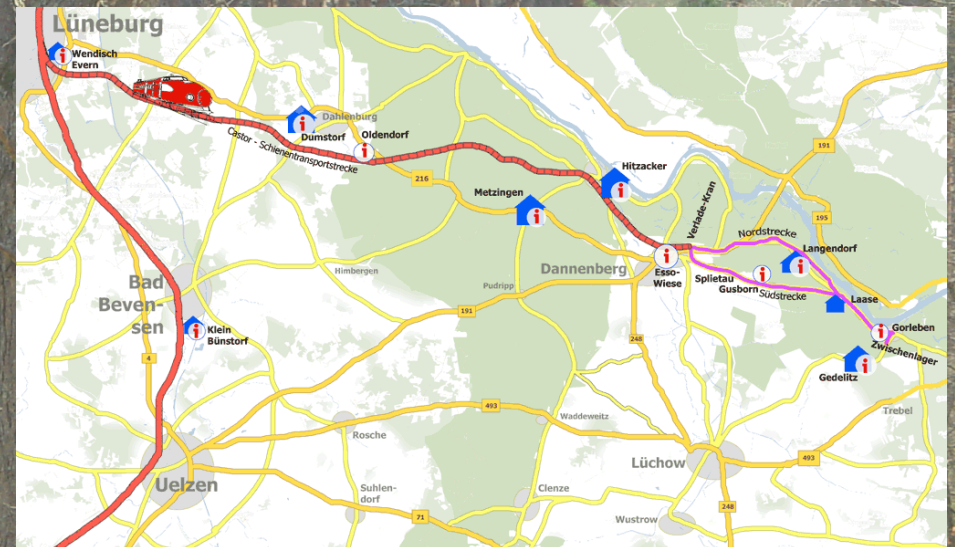 Lüneburg
Wendisch
Evern
Dahlenburg
Dumstorf
Oldendorf
Castor - Schienentransportstrecke
191
216
Hitzacker
Metzingen
Verlade-Kran
195
Nordstrecke
Langendorf
Dannenberg
Esso-
Wiese
Splietau
Gusborn
Südstrecke
Laase
Himbergen
Pudripp
Bad
Beven-
sen
191
Klein
Bünstorf
248
Gorleben
Zwischenlager
4
Gedelitz
493
Waddeweitz
Trebel
Rosche
Lüchow
493
Uelzen
Suhlen-
dorf
Clenze
71
248
Wustrow